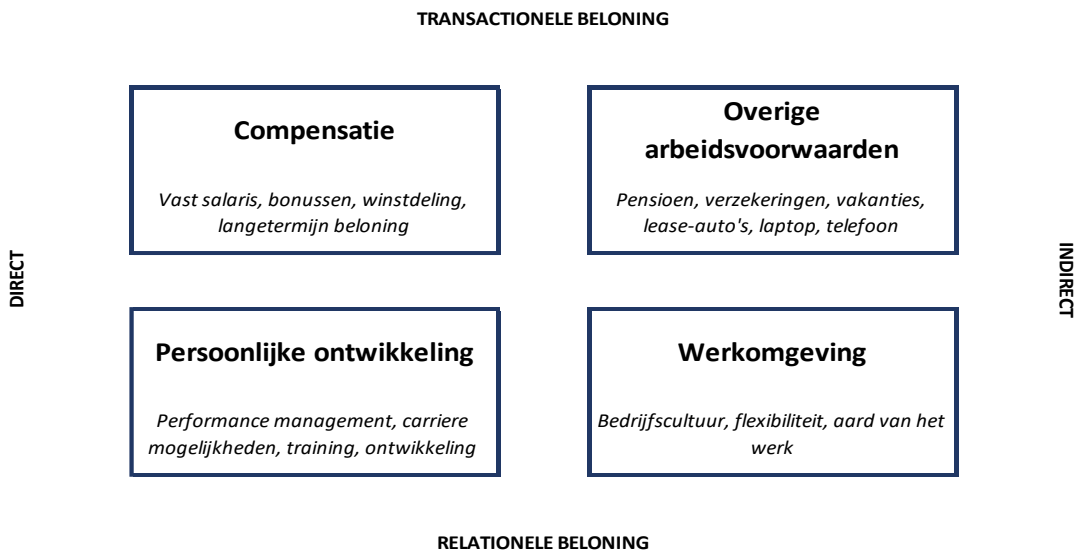 TRANSACTIONELE BELONING
Compensatie
Vast salaris, bonussen, winstdeling,
langetermijn beloning
Overige
arbeidsvoorwaarden
Pensioen, verzekeringen, vakanties,
lease-auto's, laptop, telefoon
DIRECT
INDIRECT
Persoonlijke ontwikkeling
Performance management, carriere
mogelijkheden, training, ontwikkeling
Werkomgeving
Bedrijfscultuur, flexibiliteit, aard van het
werk
RELATIONELE BELONING